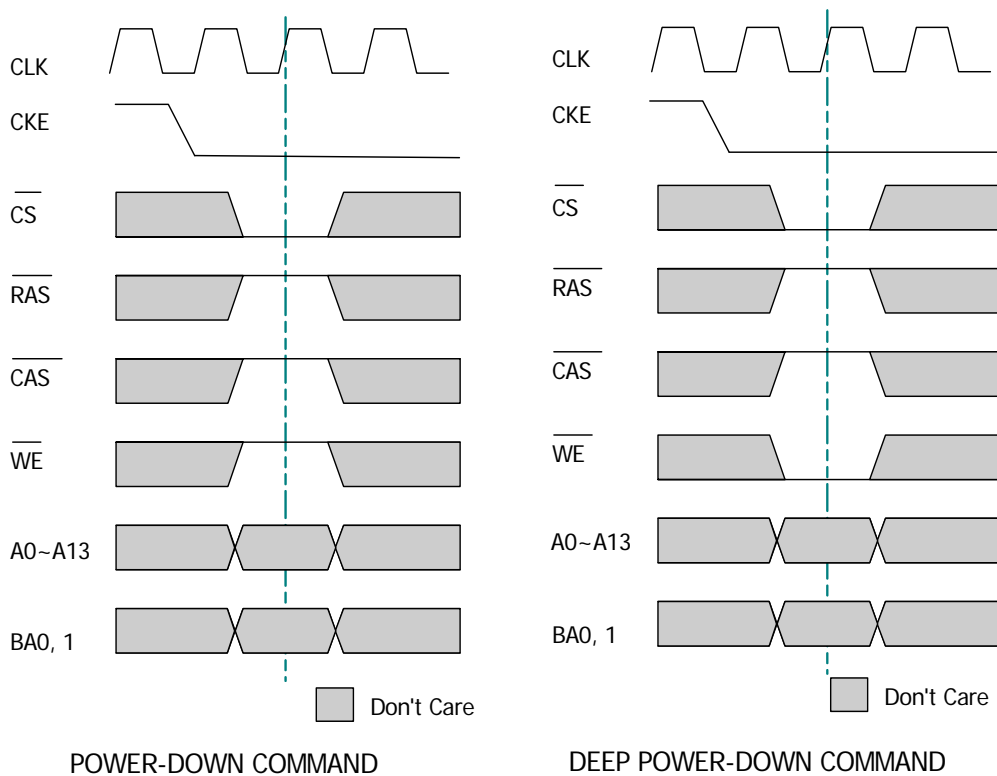 CLK
CKE
CS
RAS
CAS
WE
A0~A13
BA0, 1
Don't Care
POWER-DOWN COMMAND
CLK
CKE
CS
RAS
CAS
WE
A0~A13
BA0, 1
Don't Care
DEEP POWER-DOWN COMMAND